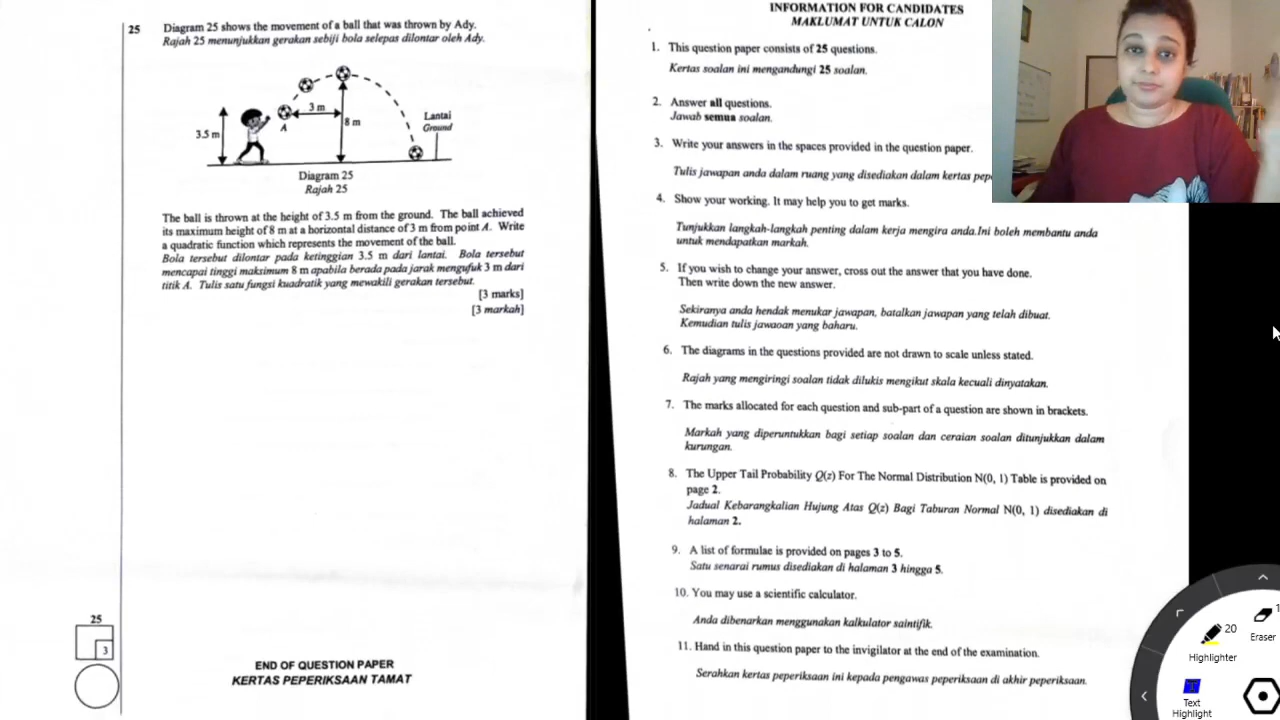 25
Diagram 25 shows the movement of a ball that was thrown by Ady.
Rajah 25 menunjukkan gerakan sebiji bola selepas dilontar oleh Ady.
3 m
A
8 m
3.5 m
Lantai
Ground
Diagram 25
Rajah 25
The ball is thrown at the height of 3.5 m from the ground. The ball achieved
its maximum height of 8 m at a horizontal distance of 3 m from point A. Write
a quadratic function which represents the movement of the ball.
Bola tersebut dilontar pada ketinggian 3.5 m dari lantai. Bola tersebut
mencapai tinggi maksimum 8 m apabila berada pada jarak mengufuk 3 m dari
titik A. Tulis satu fungsi kuadratik yang mewakili gerakan tersebut.
[3 marks]
[3 markah]
25
3
END OF QUESTION PAPER
KERTAS PEPERIKSAAN TAMAT
INFORMATION FOR CANDIDATES
MAKLUMAT UNTUK CALON
1. This question paper consists of 25 questions.
Kertas soalan ini mengandungi 25 soalan.
2. Answer all questions.
Jawab semua soalan.
3. Write your answers in the spaces provided in the question paper.
Tulis jawapan anda dalam ruang yang disediakan dalam kertas pep
4. Show your working. It may help you to get marks.
Tunjukkan langkah-langkah penting dalam kerja mengira anda.Ini boleh membantu anda
untuk mendapatkan markah.
5. If you wish to change your answer, cross out the answer that you have done.
Then write down the new answer.
Sekiranya anda hendak menukar jawapan, batalkan jawapan yang telah dibuat.
Kemudian tulis jawaoan yang baharu.
6. The diagrams in the questions provided are not drawn to scale unless stated.
Rajah yang mengiringi soalan tidak dilukis mengikut skala kecuali dinyatakan.
7. The marks allocated for each question and sub-part of a question are shown in brackets.
Markah yang diperuntukkan bagi setiap soalan dan ceraian soalan ditunjukkan dalam
kurungan.
8. The Upper Tail Probability Q(z) For The Normal Distribution N(0, 1) Table is provided on
page 2.
Jadual Kebarangkalian Hujung Atas Q(z) Bagi Taburan Normal N(0, 1) disediakan di
halaman 2.
9. A list of formulae is provided on pages 3 to 5.
Satu senarai rumus disediakan di halaman 3 hingga 5.
10. You may use a scientific calculator.
Anda dibenarkan menggunakan kalkulator saintifik.
11. Hand in this question paper to the invigilator at the end of the examination.
Serahkan kertas peperiksaan ini kepada pengawas peperiksaan di akhir peperiksaan.
20
Highlighter
1
Eraser
Text
Highlight